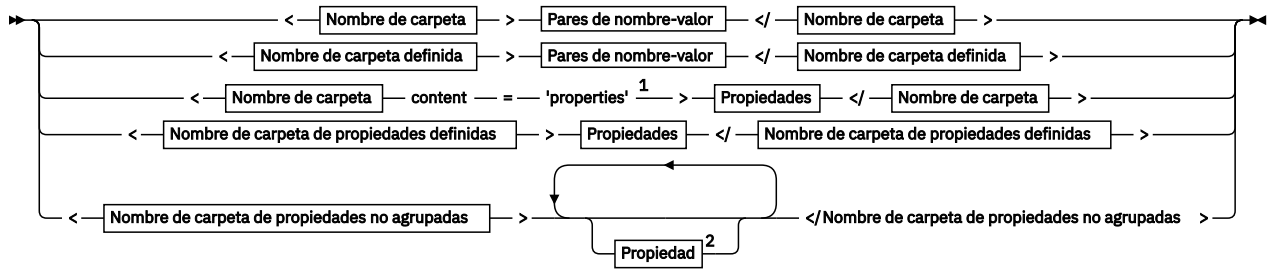 < Nombre de carpeta > Pares de nombre-valor </ Nombre de carpeta >
< Nombre de carpeta definida > Pares de nombre-valor </ Nombre de carpeta definida >
< Nombre de carpeta content = 'properties' 1 > Propiedades </ Nombre de carpeta >
< Nombre de carpeta de propiedades definidas > Propiedades </ Nombre de carpeta de propiedades definidas >
< Nombre de carpeta de propiedades no agrupadas > </ Nombre de carpeta de propiedades no agrupadas >
Propiedad 2